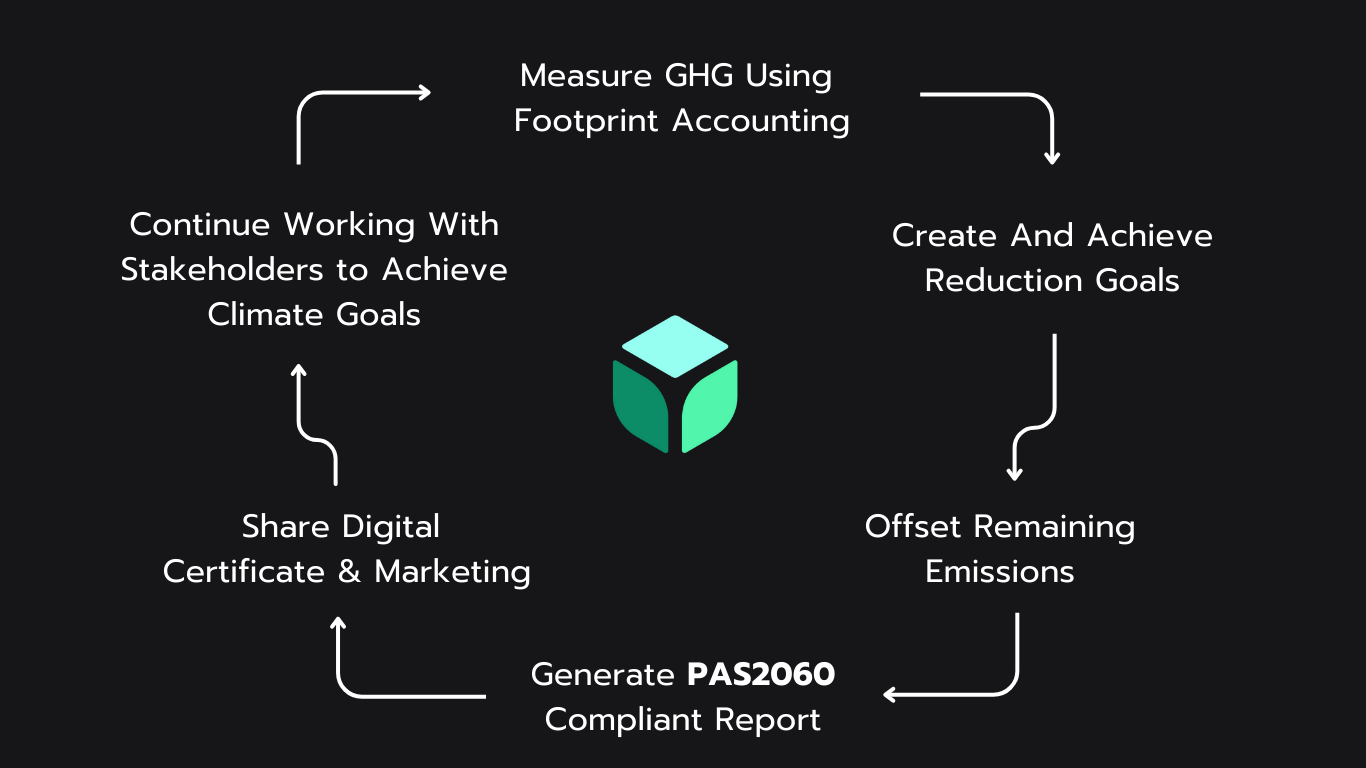 Measure GHG Using
Footprint Accounting
Create And Achieve
Reduction Goals
Offset Remaining
Emissions
Generate PAS2060
Compliant Report
Share Digital
Certificate & Marketing
Continue Working With
Stakeholders to Achieve
Climate Goals